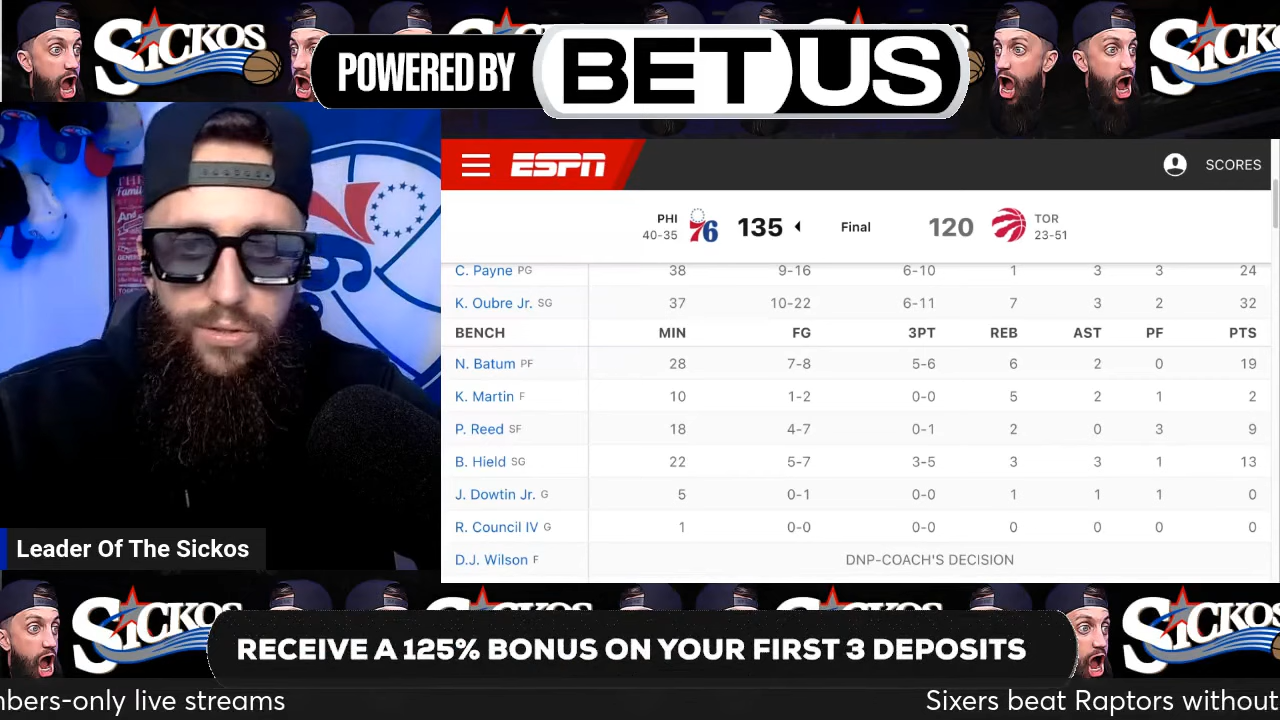 SiCKOS
POWERED BY BETUS
ESPN
SCORES
PHI
40-35
76
135
Final
120
TOR
23-51
C. Payne PG 38 9-16 6-10 1 3 3 24
K. Oubre Jr. SG 37 10-22 6-11 7 3 2 32
BENCH MIN FG 3PT REB AST PF PTS
N. Batum PF 28 7-8 5-6 6 2 0 19
K. Martin F 10 1-2 0-0 5 2 1 2
P. Reed SF 18 4-7 0-1 2 0 3 9
B. Hield SG 22 5-7 3-5 3 3 1 13
J. Dowtin Jr. G 5 0-1 0-0 1 1 1 0
R. Council IV G 1 0-0 0-0 0 0 0 0
D.J. Wilson F DNP-COACH'S DECISION
Leader Of The Sickos
SiCKOS
SiCKOS
RECEIVE A 125% BONUS ON YOUR FIRST 3 DEPOSITS
mbers-only live streams
Sixers beat Raptors without